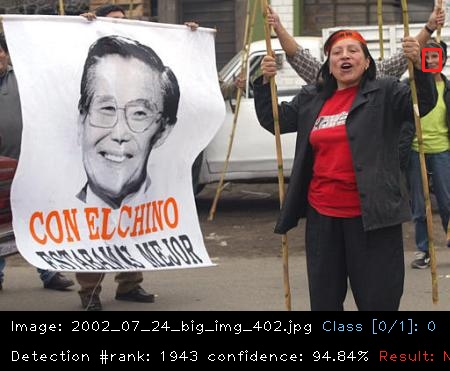 CON EL CHINO
ESTABAMOS MEJOR
Image: 2002_07_24_big_img_402.jpg Class [0/1]: 0
Detection #rank: 1943 confidence: 94.84% Result: N